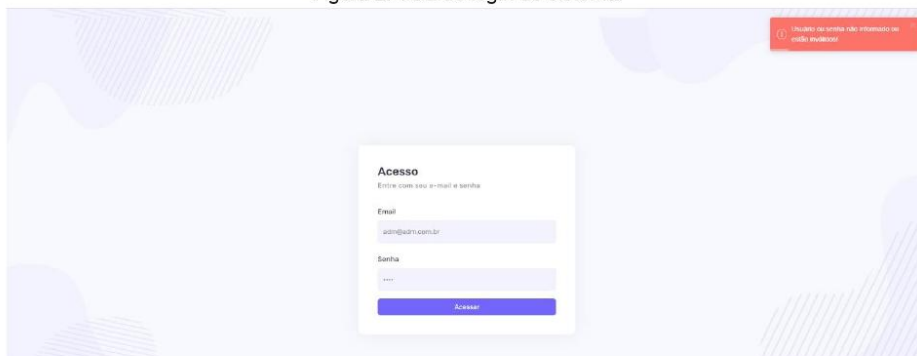 Usuário ou senha não informado ou
estão inválidos!
Acesso
Entre com seu e-mail e senha
Email
adm@adm.com.br
Senha
••••
Acessar